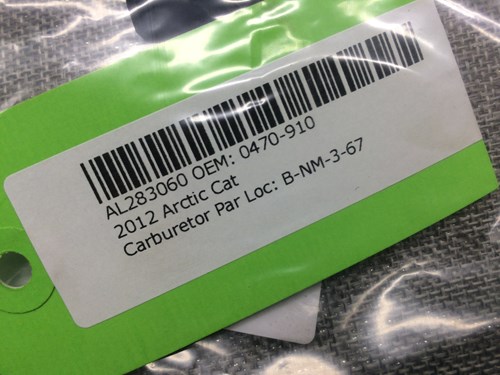 AL283060 OEM: 0470-910
2012 Arctic Cat
Carburetor Par Loc: B-NM-3-67